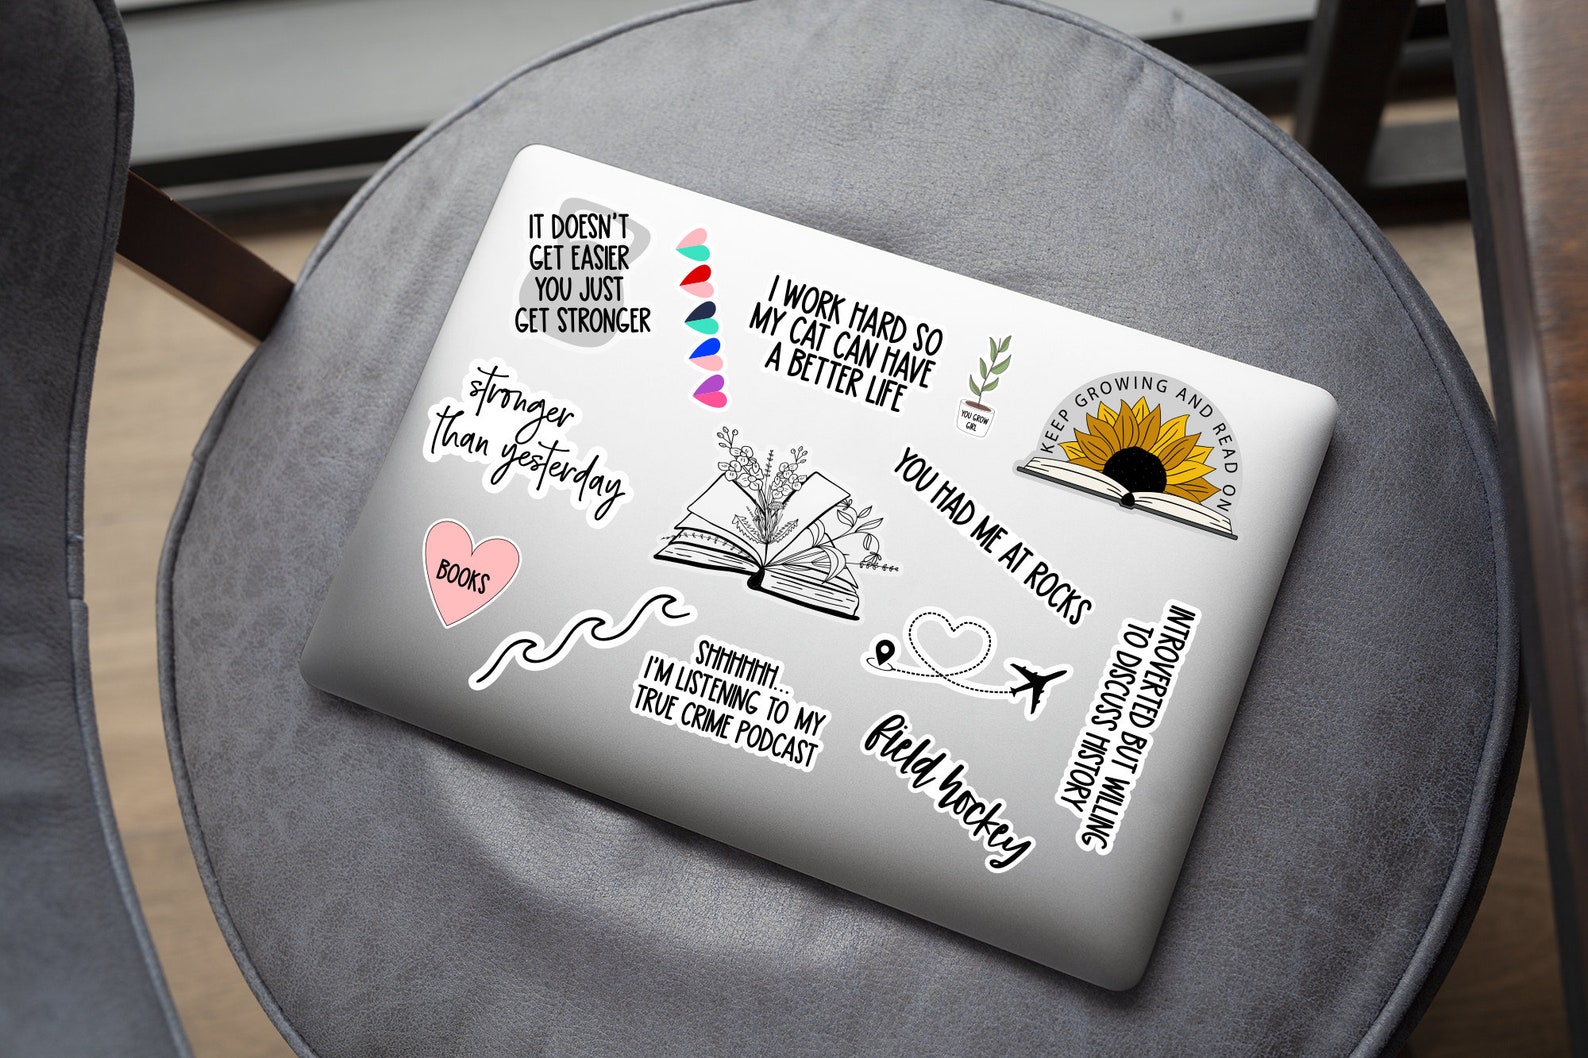 IT DOESN'T
GET EASIER
YOU JUST
GET STRONGER
I WORK HARD SO
MY CAT CAN HAVE
A BETTER LIFE
YOU GROW
GIRL
KEEP GROWING AND READ ON
stronger
than yesterday
YOU HAD ME AT ROCKS
BOOKS
SHHHHHH...
I'M LISTENING TO MY
TRUE CRIME PODCAST
field hockey
INTROVERTED BUT WILLING
TO DISCUSS HISTORY